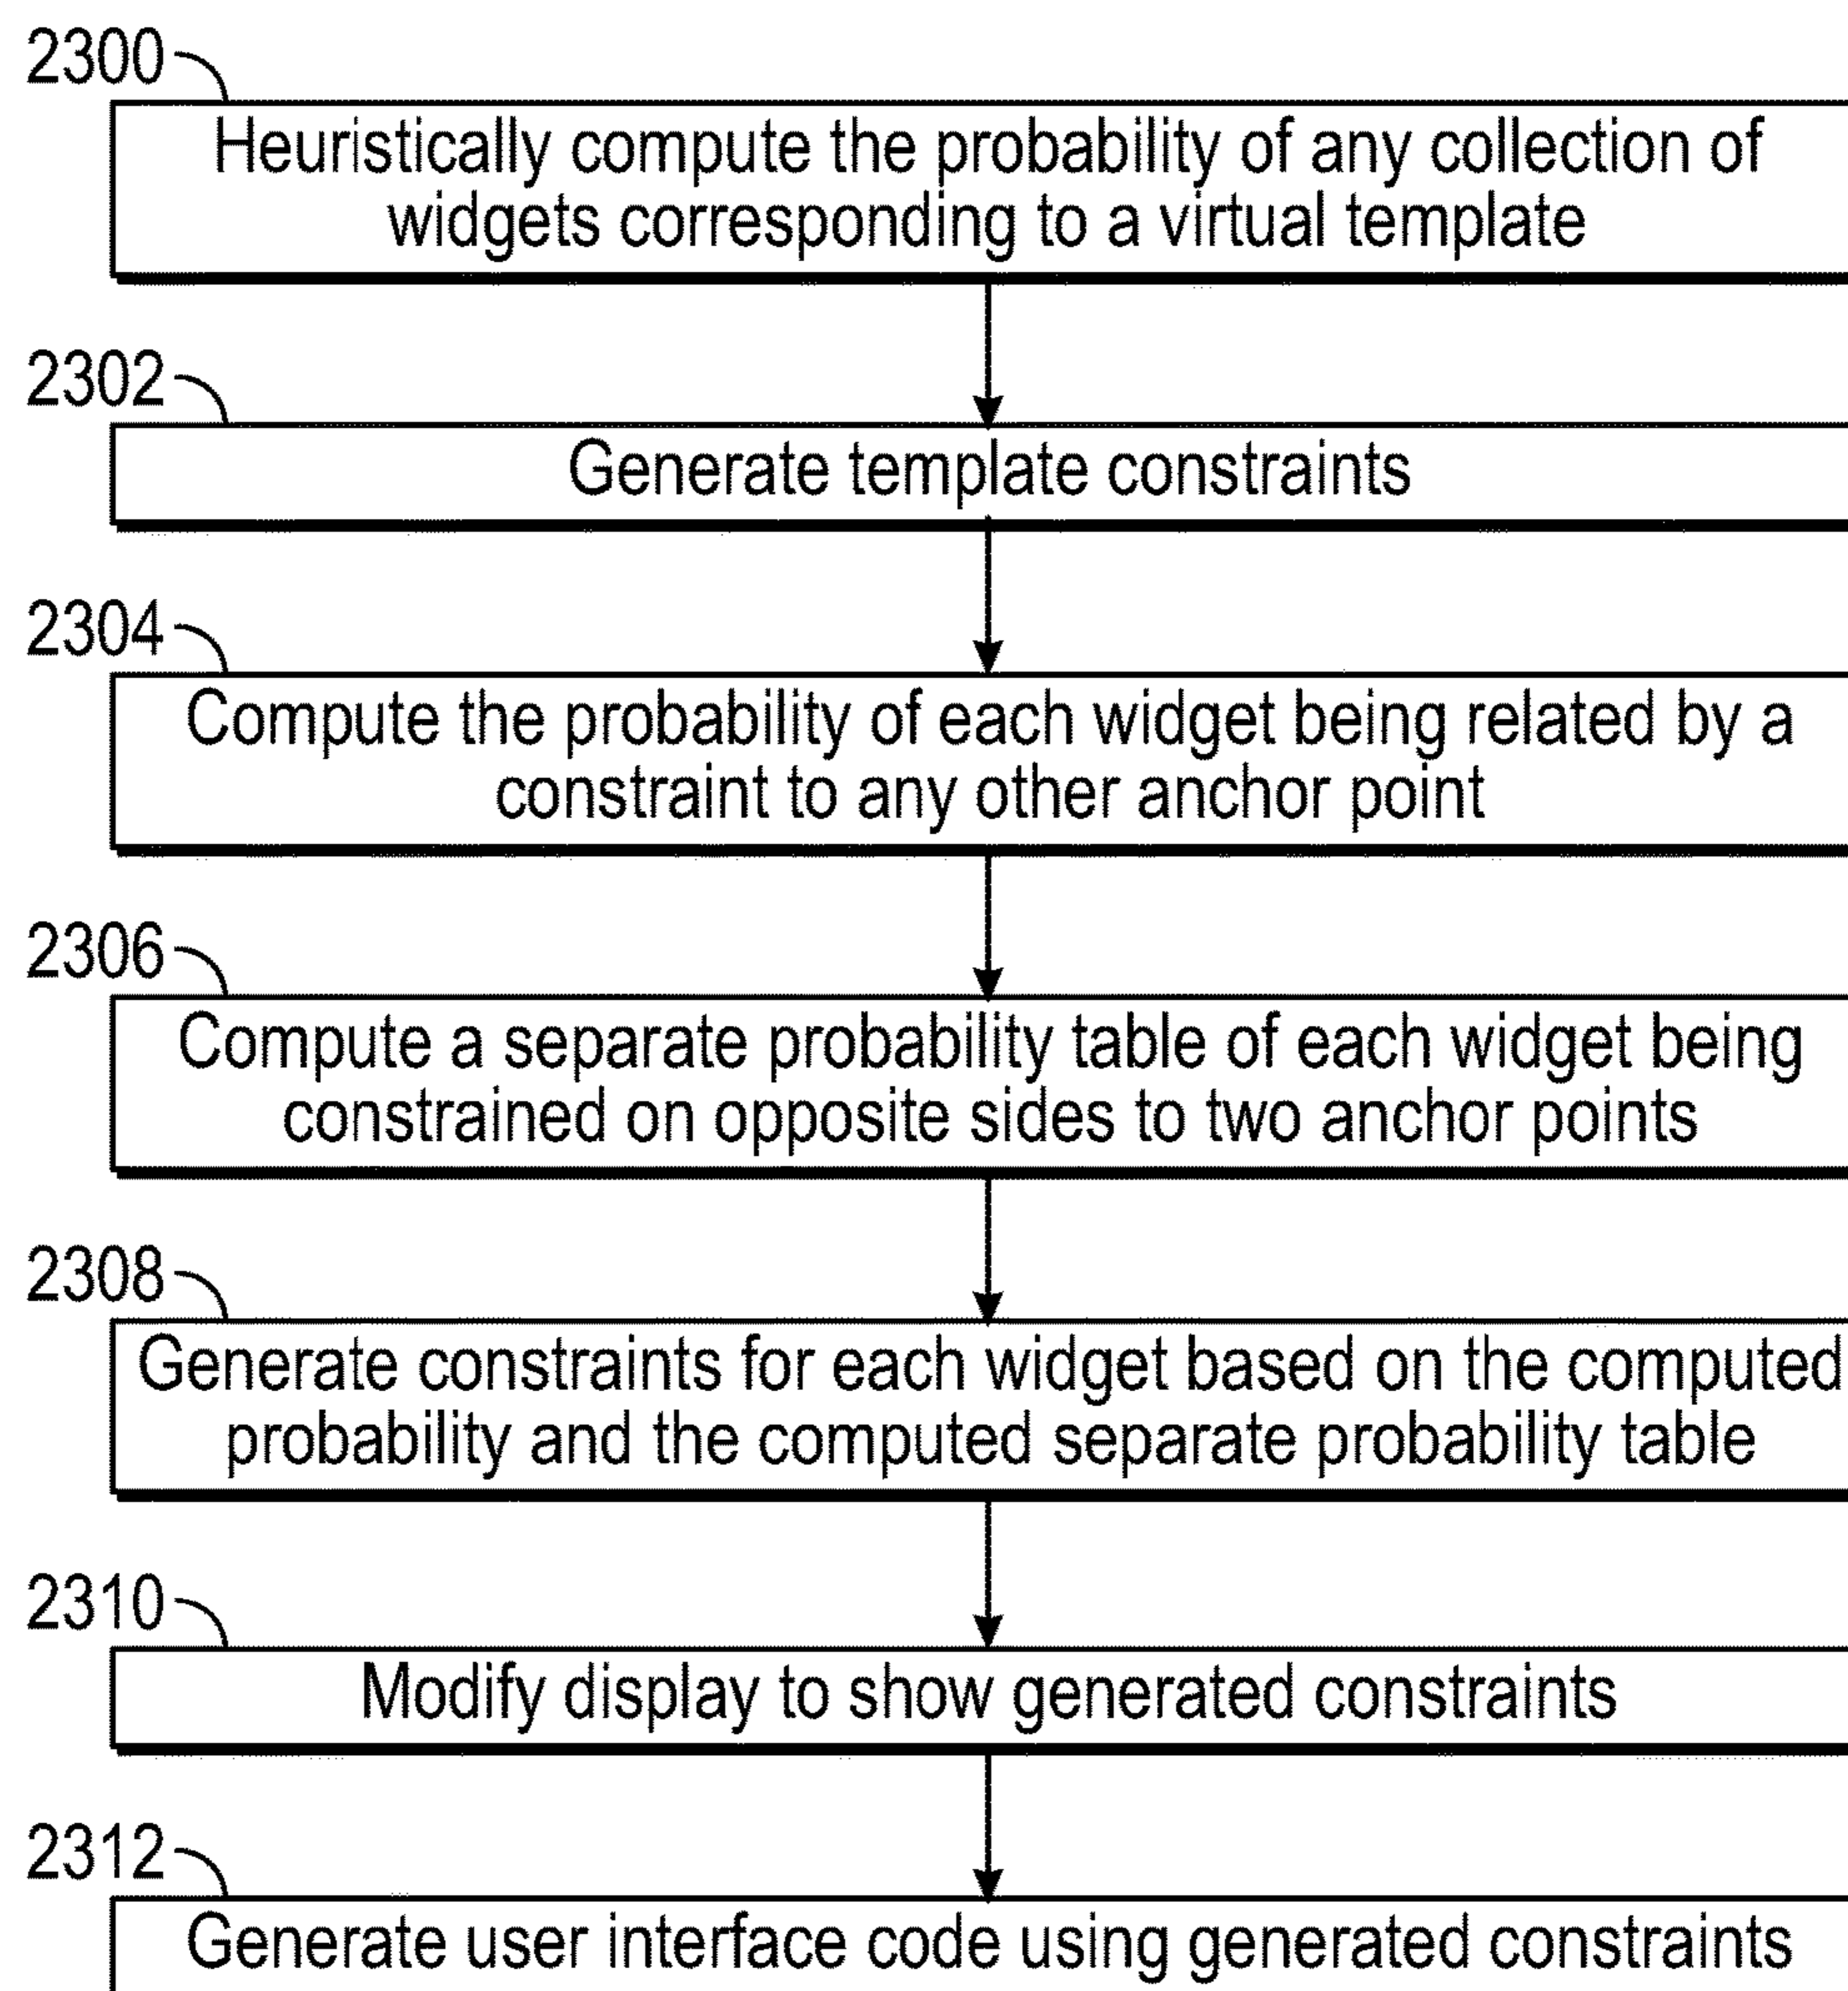 2300
Heuristically compute the probability of any collection of
widgets corresponding to a virtual template
2302
Generate template constraints
2304
Compute the probability of each widget being related by a
constraint to any other anchor point
2306
Compute a separate probability table of each widget being
constrained on opposite sides to two anchor points
2308
Generate constraints for each widget based on the computed
probability and the computed separate probability table
2310
Modify display to show generated constraints
2312
Generate user interface code using generated constraints